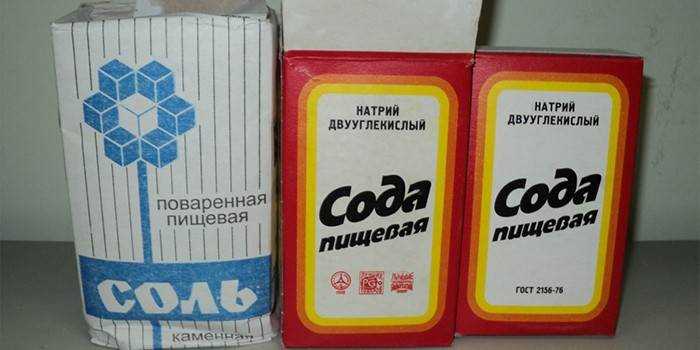 поваренная
пищевая
СОЛЬ
каменная
НАТРИЙ
ДВУУГЛЕКИСЛЫЙ
Сода
пищевая
НАТРИЙ
ДВУУГЛЕКИСЛЫЙ
Сода
пищевая
ГОСТ 2156-76